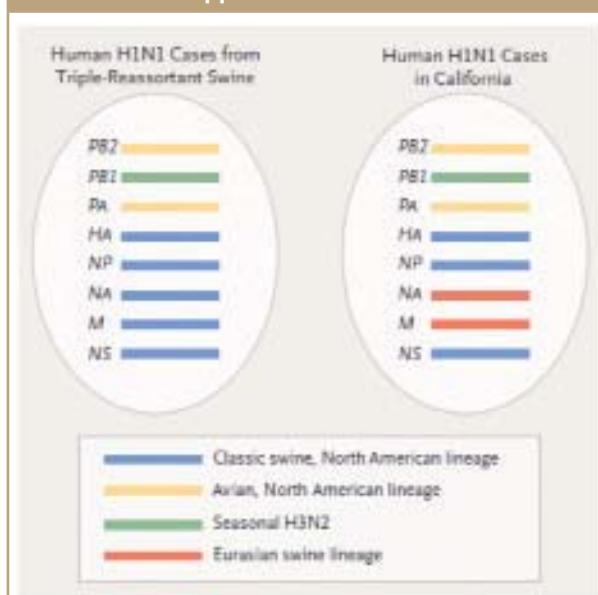 Human H1N1 Cases from
Triple-Reassortant Swine
PB2
PB1
PA
HA
NP
NA
M
NS
Human H1N1 Cases
in California
PB2
PB1
PA
HA
NP
NA
M
NS
Classic swine, North American lineage
Avian, North American lineage
Seasonal H3N2
Eurasian swine lineage